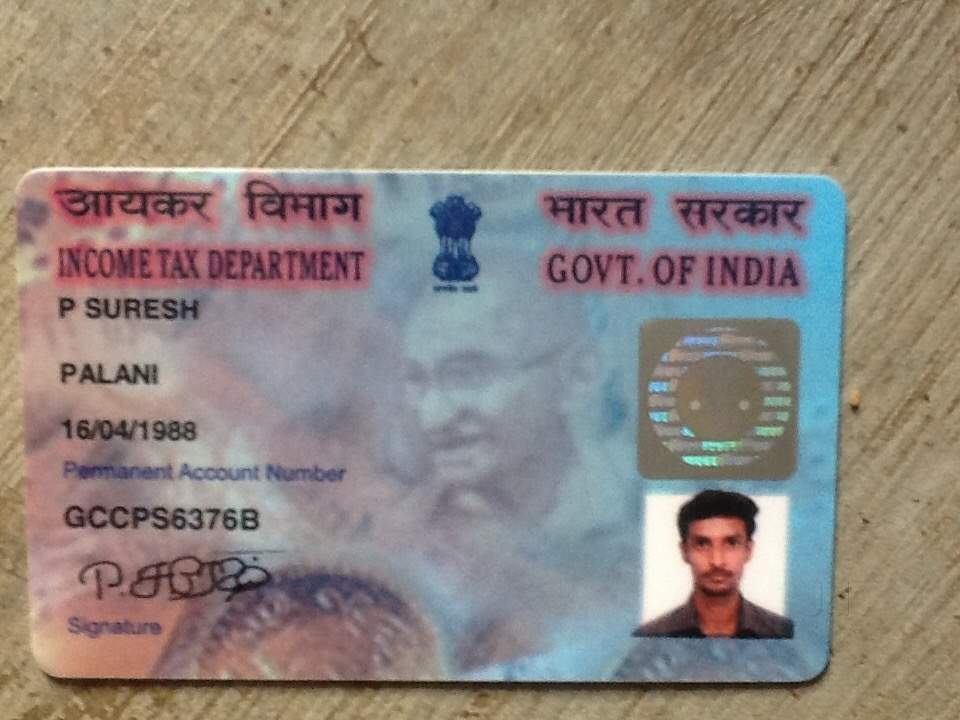 आयकर विभाग
INCOME TAX DEPARTMENT
भारत सरकार
GOVT. OF INDIA
P SURESH
PALANI
16/04/1988
Permanent Account Number
GCCPS6376B
P. சுரேஷ்
Signature